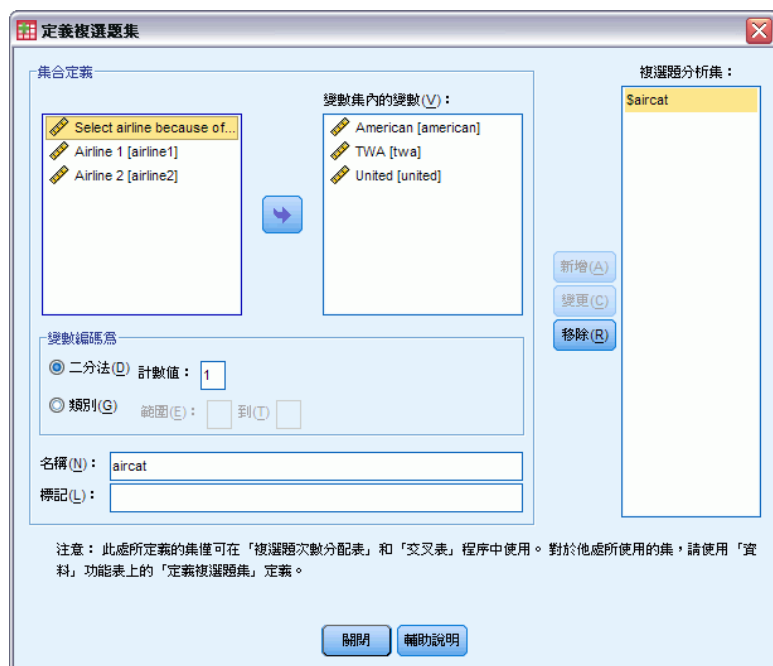 定義複選題集
集合定義
Select airline because of...
Airline 1 [airline1]
Airline 2 [airline2]
變數集內的變數(V)：
American [american]
TWA [twa]
United [united]
複選題分析集：
$aircat
新增(A)
變更(C)
移除(R)
變數編碼為
二分法(D) 計數值： 1
類別(G) 範圍(E)： 到(T)
名稱(N)： aircat
標記(L)：
注意： 此處所定義的集僅可在「複選題次數分配表」和「交叉表」程序中使用。 對於他處所使用的集，請使用「資
料」功能表上的「定義複選題集」定義。
關閉
輔助說明